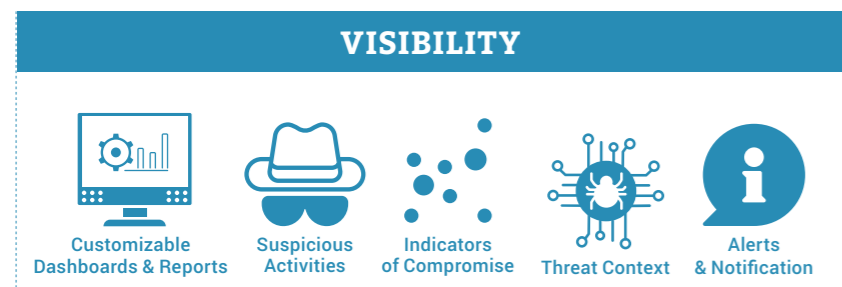 VISIBILITY
Customizable
Dashboards & Reports
Suspicious
Activities
Indicators
of Compromise
Threat Context
Alerts
& Notification